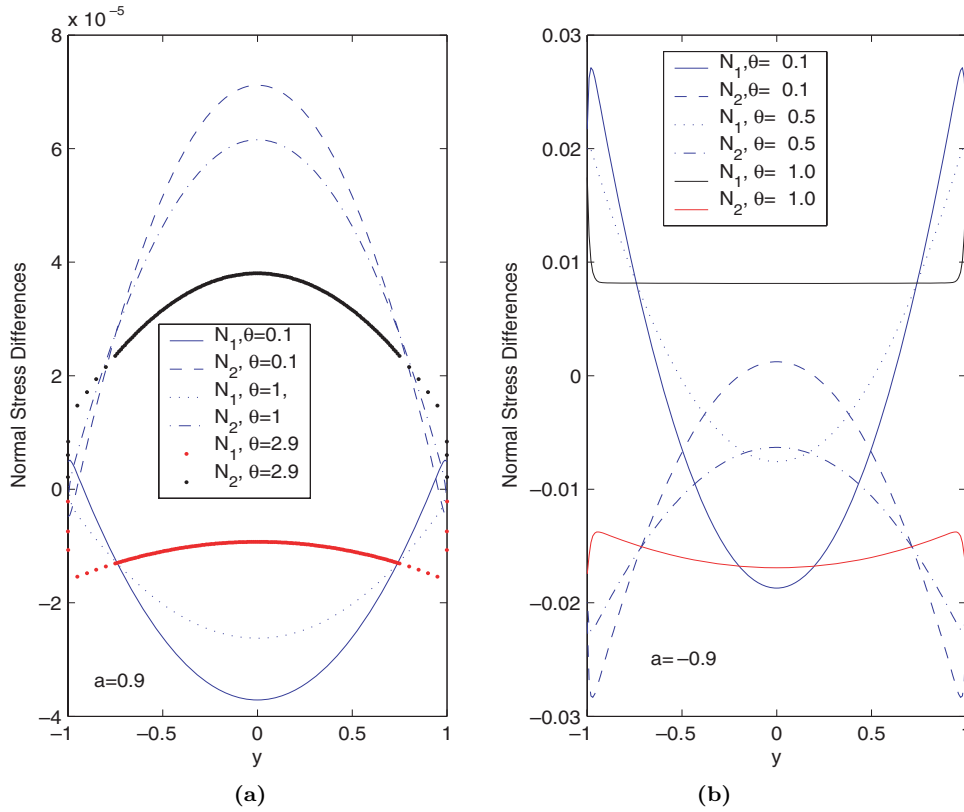 x 10⁻⁵
8
6
4
2
0
−2
−4
−1
−0.5
0
0.5
1
y
Normal Stress Differences
N₁,θ=0.1
N₂,θ=0.1
N₁, θ=1,
N₂, θ=1
N₁, θ=2.9
N₂, θ=2.9
a=0.9
(a)
0.03
0.02
0.01
0
−0.01
−0.02
−0.03
−1
−0.5
0
0.5
1
y
Normal Stress Differences
N₁,θ= 0.1
N₂,θ= 0.1
N₁, θ= 0.5
N₂, θ= 0.5
N₁, θ= 1.0
N₂, θ= 1.0
a=−0.9
(b)